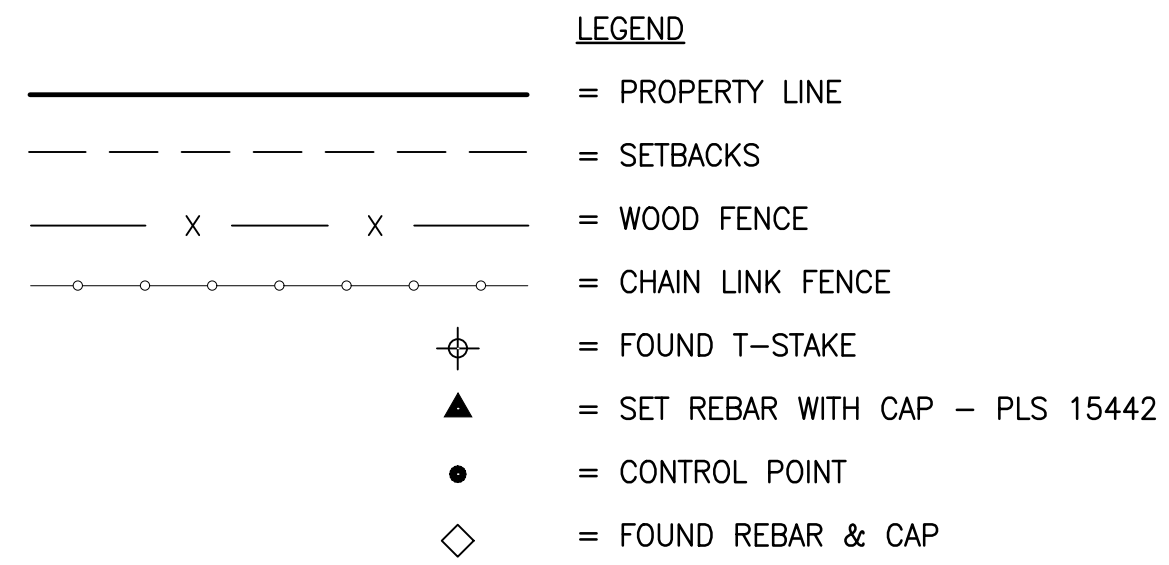 LEGEND
= PROPERTY LINE
= SETBACKS
X X = WOOD FENCE
= CHAIN LINK FENCE
= FOUND T-STAKE
= SET REBAR WITH CAP - PLS 15442
= CONTROL POINT
= FOUND REBAR & CAP